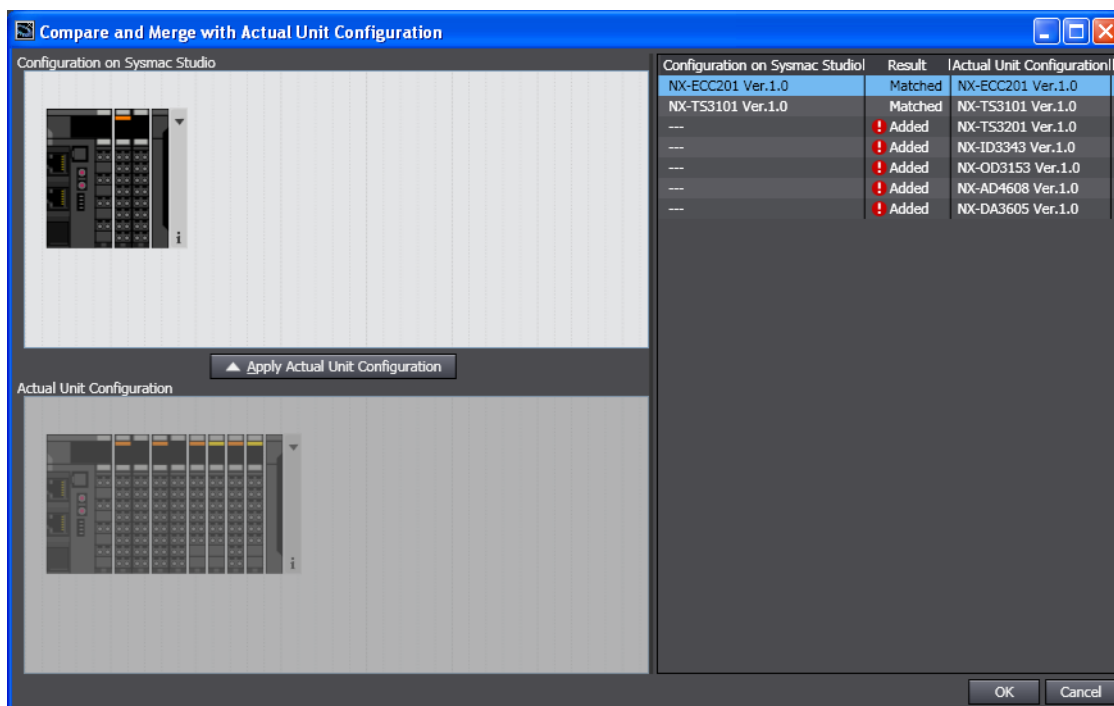 Compare and Merge with Actual Unit Configuration
Configuration on Sysmac Studio
▲ Apply Actual Unit Configuration
Actual Unit Configuration
Configuration on Sysmac Studio Result Actual Unit Configuration
NX-ECC201 Ver.1.0 Matched NX-ECC201 Ver.1.0
NX-TS3101 Ver.1.0 Matched NX-TS3101 Ver.1.0
--- Added NX-TS3201 Ver.1.0
--- Added NX-ID3343 Ver.1.0
--- Added NX-OD3153 Ver.1.0
--- Added NX-AD4608 Ver.1.0
--- Added NX-DA3605 Ver.1.0
OK Cancel